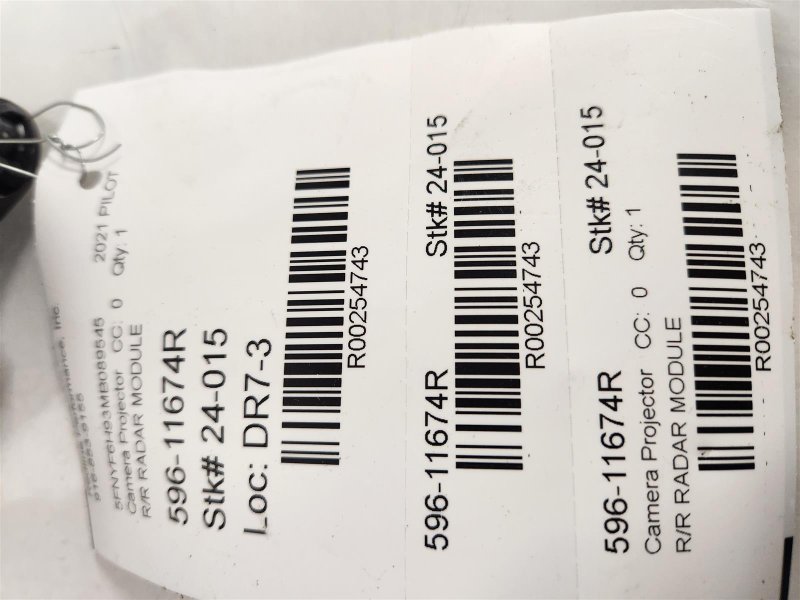 Inc.
5FNYF6H93MB089545 2021 PILOT
Camera Projector CC: 0 Qty: 1
R/R RADAR MODULE
596-11674R
Stk# 24-015
Loc: DR7-3
R00254743
596-11674R Stk# 24-015
R00254743
596-11674R Stk# 24-015
Camera Projector CC: 0 Qty: 1
R/R RADAR MODULE
R00254743